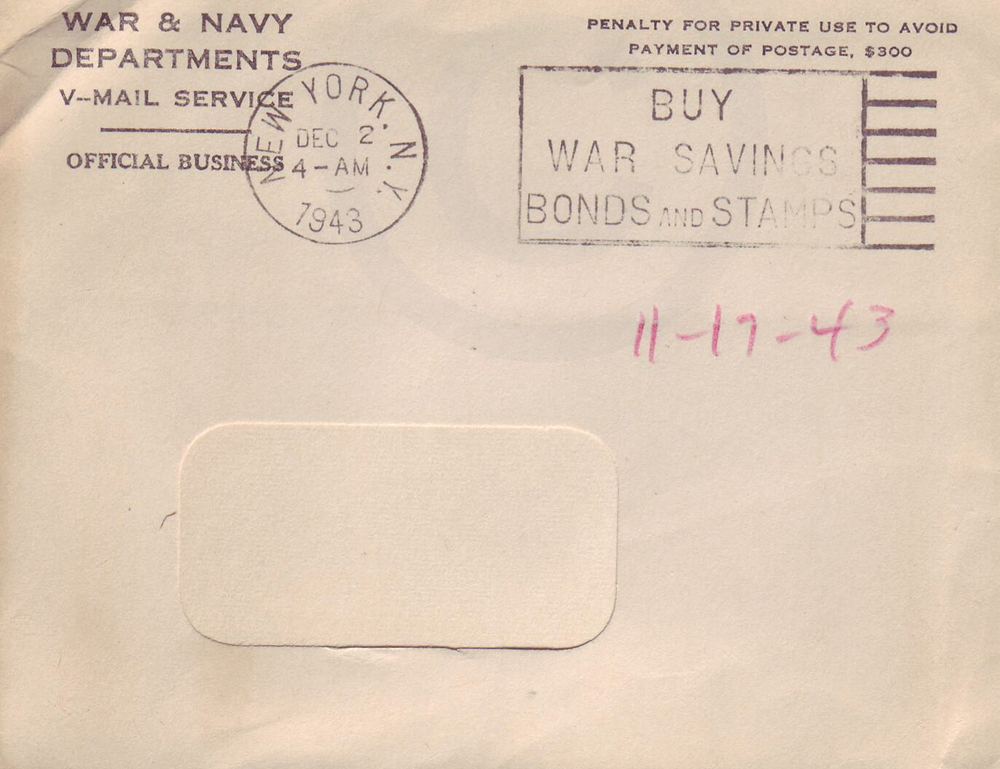 WAR & NAVY
DEPARTMENTS
V--MAIL SERVICE
OFFICIAL BUSINESS
NEW YORK, N.Y.
DEC 2
4-AM
1943
PENALTY FOR PRIVATE USE TO AVOID
PAYMENT OF POSTAGE, $300
BUY
WAR SAVINGS
BONDS AND STAMPS
11-17-43